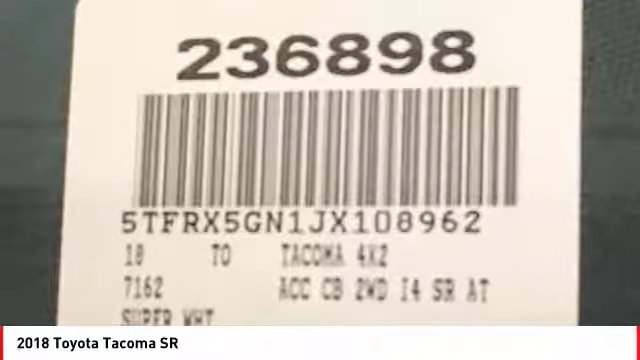 236898
5TFRX5GN1JX108962
18 TO TACOMA 4X2
7162 ACC CB 2WD I4 SR AT
SUPER WHT
2018 Toyota Tacoma SR